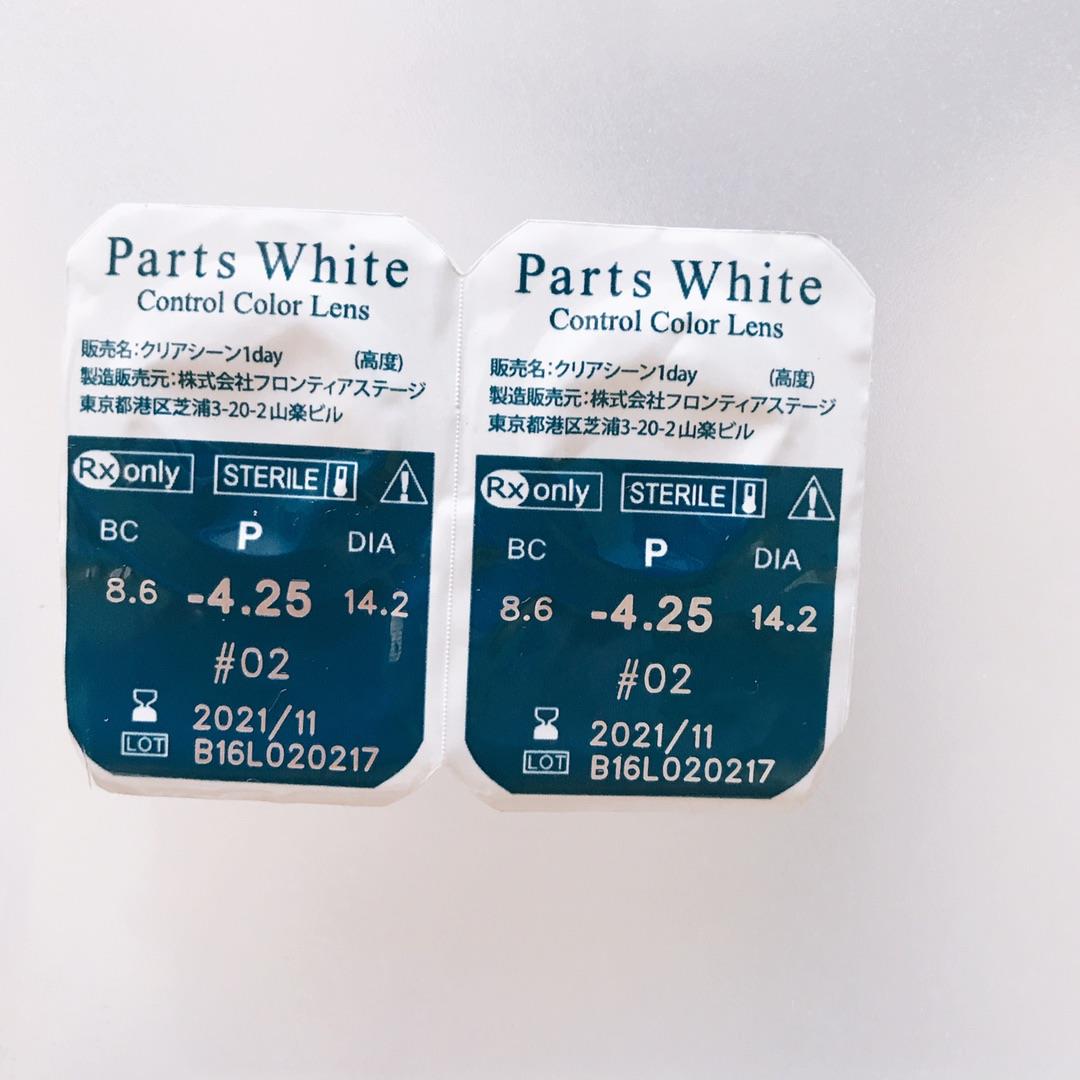 Parts White
Control Color Lens
販売名:クリアシーン1day (高度)
製造販売元:株式会社フロンティアステージ
東京都港区芝浦3-20-2山楽ビル
Rx only STERILE
BC P DIA
8.6 -4.25 14.2
#02
2021/11
LOT B16L020217
Parts White
Control Color Lens
販売名:クリアシーン1day (高度)
製造販売元:株式会社フロンティアステージ
東京都港区芝浦3-20-2山楽ビル
Rx only STERILE
BC P DIA
8.6 -4.25 14.2
#02
2021/11
LOT B16L020217